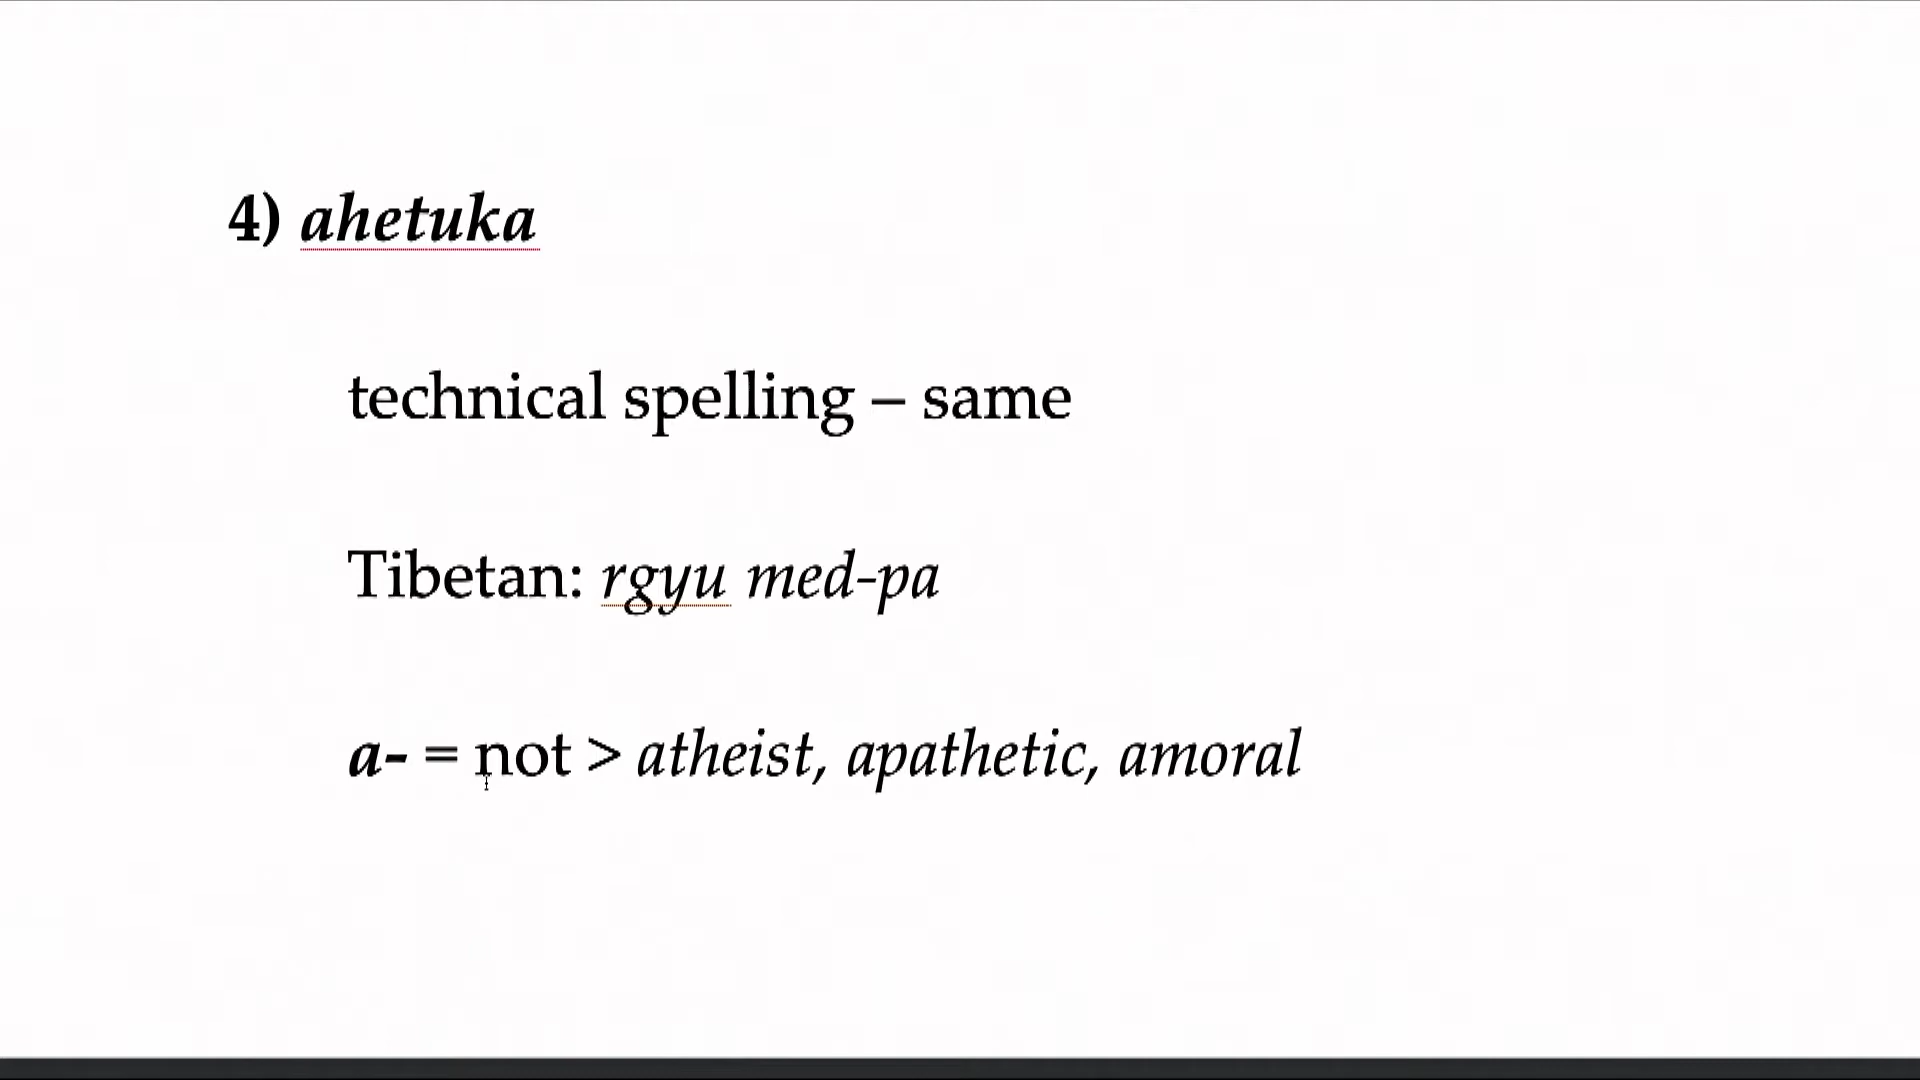 4) ahetuka
technical spelling – same
Tibetan: rgyu med-pa
a- = not > atheist, apathetic, amoral